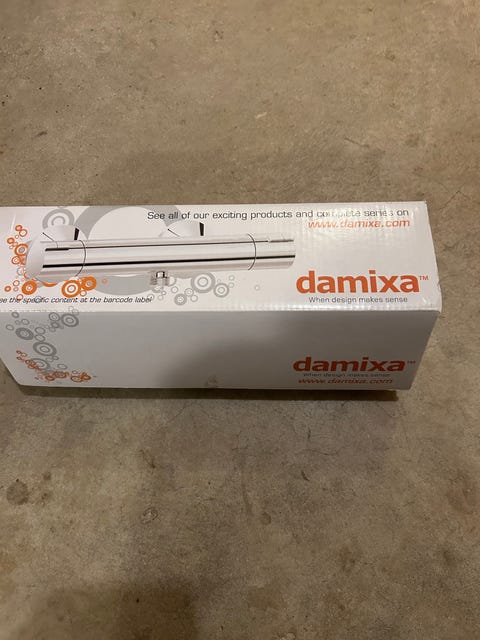 See all of our exciting products and complete series on
www.damixa.com
damixa™
When design makes sense
the specific content at the barcode label
damixa™
When design makes sense
www.damixa.com